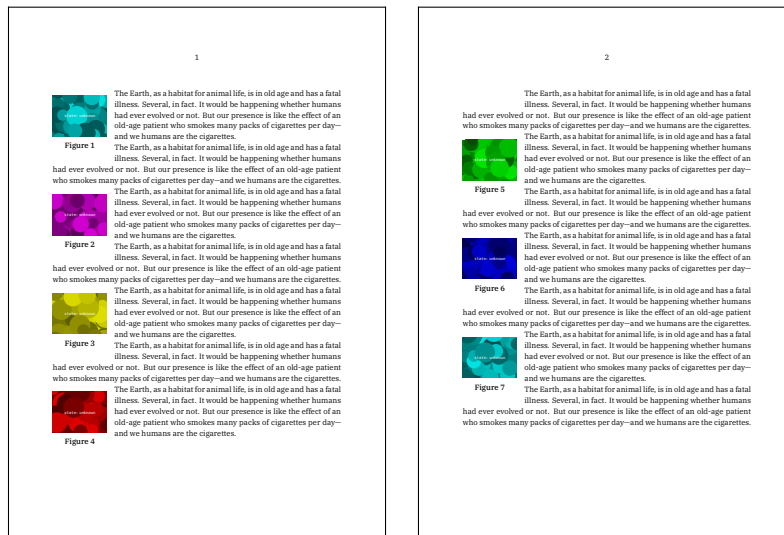 1
The Earth, as a habitat for animal life, is in old age and has a fatal
illness. Several, in fact. It would be happening whether humans
had ever evolved or not. But our presence is like the effect of an
old-age patient who smokes many packs of cigarettes per day—
and we humans are the cigarettes.
state: unknown
Figure 1
The Earth, as a habitat for animal life, is in old age and has a fatal
illness. Several, in fact. It would be happening whether humans
had ever evolved or not. But our presence is like the effect of an old-age patient
who smokes many packs of cigarettes per day—and we humans are the cigarettes.
The Earth, as a habitat for animal life, is in old age and has a fatal
illness. Several, in fact. It would be happening whether humans
had ever evolved or not. But our presence is like the effect of an
old-age patient who smokes many packs of cigarettes per day—
and we humans are the cigarettes.
state: unknown
Figure 2
The Earth, as a habitat for animal life, is in old age and has a fatal
illness. Several, in fact. It would be happening whether humans
had ever evolved or not. But our presence is like the effect of an old-age patient
who smokes many packs of cigarettes per day—and we humans are the cigarettes.
The Earth, as a habitat for animal life, is in old age and has a fatal
illness. Several, in fact. It would be happening whether humans
had ever evolved or not. But our presence is like the effect of an
old-age patient who smokes many packs of cigarettes per day—
and we humans are the cigarettes.
state: unknown
Figure 3
The Earth, as a habitat for animal life, is in old age and has a fatal
illness. Several, in fact. It would be happening whether humans
had ever evolved or not. But our presence is like the effect of an old-age patient
who smokes many packs of cigarettes per day—and we humans are the cigarettes.
The Earth, as a habitat for animal life, is in old age and has a fatal
illness. Several, in fact. It would be happening whether humans
had ever evolved or not. But our presence is like the effect of an
old-age patient who smokes many packs of cigarettes per day—
and we humans are the cigarettes.
state: unknown
Figure 4
2
The Earth, as a habitat for animal life, is in old age and has a fatal
illness. Several, in fact. It would be happening whether humans
had ever evolved or not. But our presence is like the effect of an old-age patient
who smokes many packs of cigarettes per day—and we humans are the cigarettes.
The Earth, as a habitat for animal life, is in old age and has a fatal
illness. Several, in fact. It would be happening whether humans
had ever evolved or not. But our presence is like the effect of an
old-age patient who smokes many packs of cigarettes per day—
and we humans are the cigarettes.
state: unknown
Figure 5
The Earth, as a habitat for animal life, is in old age and has a fatal
illness. Several, in fact. It would be happening whether humans
had ever evolved or not. But our presence is like the effect of an old-age patient
who smokes many packs of cigarettes per day—and we humans are the cigarettes.
The Earth, as a habitat for animal life, is in old age and has a fatal
illness. Several, in fact. It would be happening whether humans
had ever evolved or not. But our presence is like the effect of an
old-age patient who smokes many packs of cigarettes per day—
and we humans are the cigarettes.
state: unknown
Figure 6
The Earth, as a habitat for animal life, is in old age and has a fatal
illness. Several, in fact. It would be happening whether humans
had ever evolved or not. But our presence is like the effect of an old-age patient
who smokes many packs of cigarettes per day—and we humans are the cigarettes.
The Earth, as a habitat for animal life, is in old age and has a fatal
illness. Several, in fact. It would be happening whether humans
had ever evolved or not. But our presence is like the effect of an
old-age patient who smokes many packs of cigarettes per day—
and we humans are the cigarettes.
state: unknown
Figure 7
The Earth, as a habitat for animal life, is in old age and has a fatal
illness. Several, in fact. It would be happening whether humans
had ever evolved or not. But our presence is like the effect of an old-age patient
who smokes many packs of cigarettes per day—and we humans are the cigarettes.